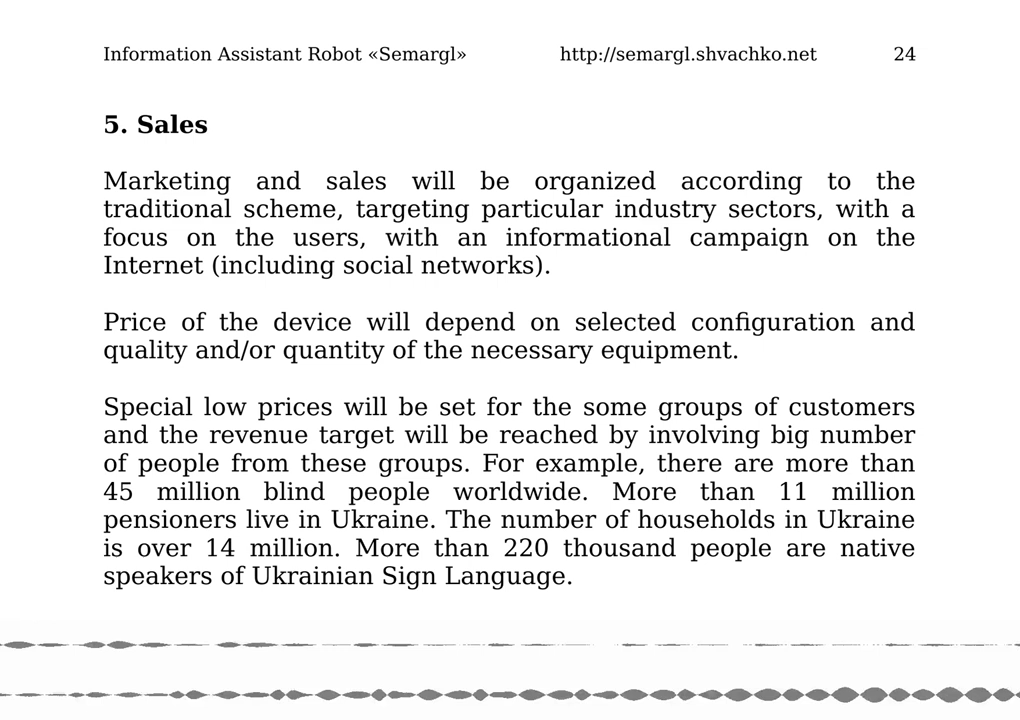 Information Assistant Robot «Semargl» http://semargl.shvachko.net 24
5. Sales
Marketing and sales will be organized according to the
traditional scheme, targeting particular industry sectors, with a
focus on the users, with an informational campaign on the
Internet (including social networks).
Price of the device will depend on selected configuration and
quality and/or quantity of the necessary equipment.
Special low prices will be set for the some groups of customers
and the revenue target will be reached by involving big number
of people from these groups. For example, there are more than
45 million blind people worldwide. More than 11 million
pensioners live in Ukraine. The number of households in Ukraine
is over 14 million. More than 220 thousand people are native
speakers of Ukrainian Sign Language.